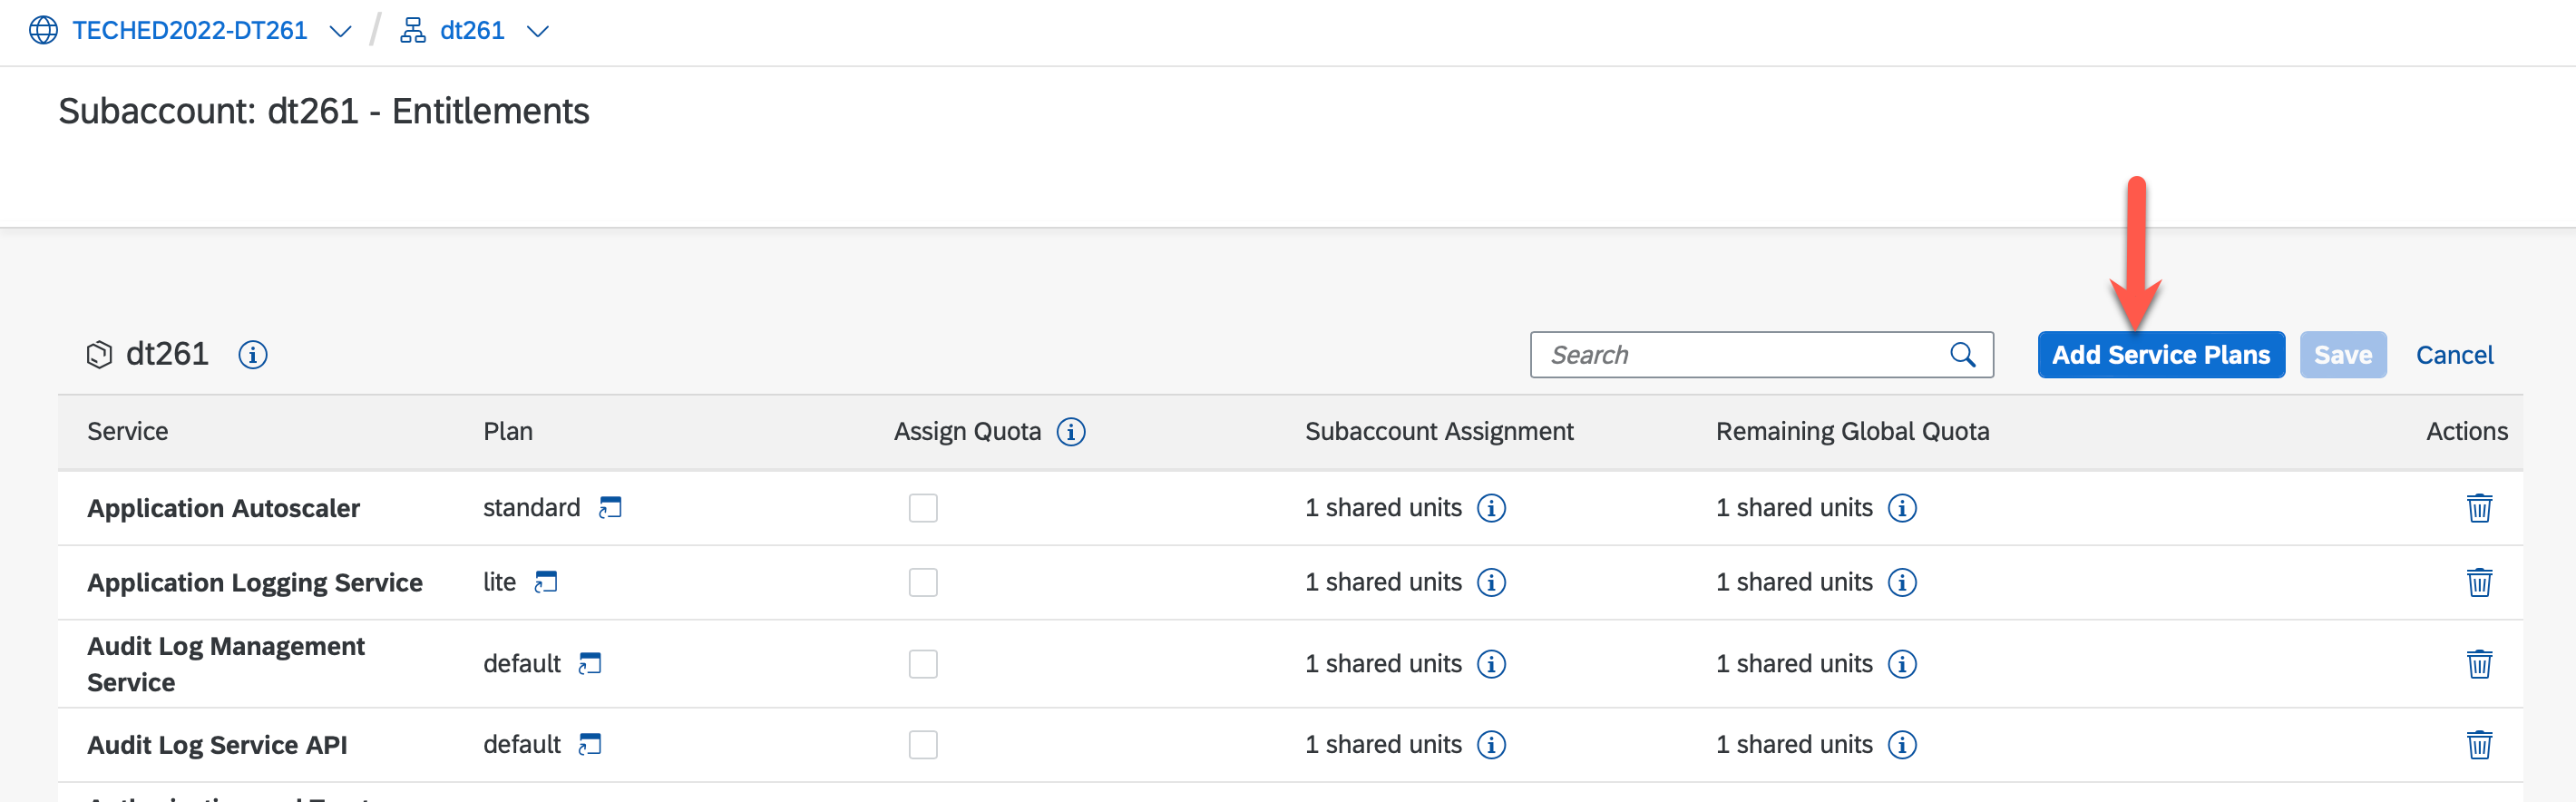 TECHED2022-DT261 / dt261
Subaccount: dt261 - Entitlements
dt261 Search Add Service Plans Save Cancel
Service Plan Assign Quota Subaccount Assignment Remaining Global Quota Actions
Application Autoscaler standard 1 shared units 1 shared units
Application Logging Service lite 1 shared units 1 shared units
Audit Log Management
Service default 1 shared units 1 shared units
Audit Log Service API default 1 shared units 1 shared units